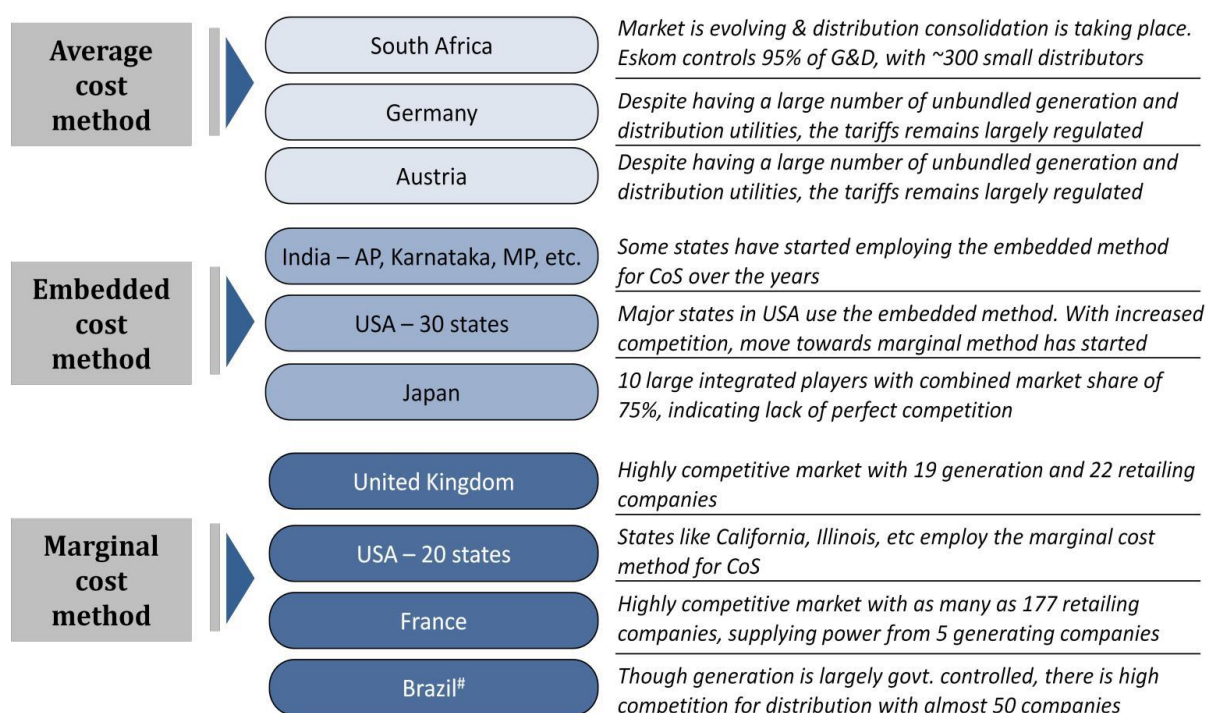 Average
cost
method
South Africa
Market is evolving & distribution consolidation is taking place.
Eskom controls 95% of G&D, with ~300 small distributors
Germany
Despite having a large number of unbundled generation and
distribution utilities, the tariffs remains largely regulated
Austria
Despite having a large number of unbundled generation and
distribution utilities, the tariffs remains largely regulated
Embedded
cost
method
India – AP, Karnataka, MP, etc.
Some states have started employing the embedded method
for CoS over the years
USA – 30 states
Major states in USA use the embedded method. With increased
competition, move towards marginal method has started
Japan
10 large integrated players with combined market share of
75%, indicating lack of perfect competition
Marginal
cost
method
United Kingdom
Highly competitive market with 19 generation and 22 retailing
companies
USA – 20 states
States like California, Illinois, etc employ the marginal cost
method for CoS
France
Highly competitive market with as many as 177 retailing
companies, supplying power from 5 generating companies
Brazil#
Though generation is largely govt. controlled, there is high
competition for distribution with almost 50 companies